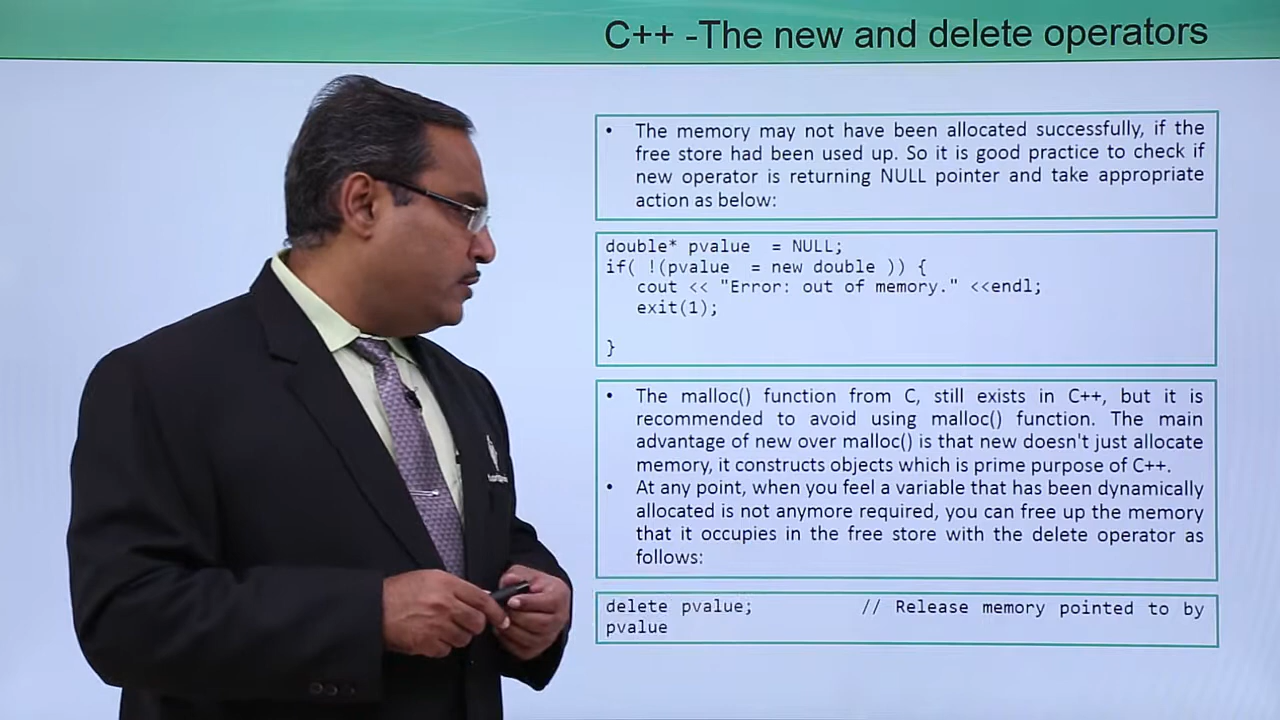 C++ -The new and delete operators
• The memory may not have been allocated successfully, if the
free store had been used up. So it is good practice to check if
new operator is returning NULL pointer and take appropriate
action as below:
double* pvalue = NULL;
if( !(pvalue = new double )) {
cout << "Error: out of memory." <<endl;
exit(1);
}
• The malloc() function from C, still exists in C++, but it is
recommended to avoid using malloc() function. The main
advantage of new over malloc() is that new doesn't just allocate
memory, it constructs objects which is prime purpose of C++.
• At any point, when you feel a variable that has been dynamically
allocated is not anymore required, you can free up the memory
that it occupies in the free store with the delete operator as
follows:
delete pvalue; // Release memory pointed to by
pvalue